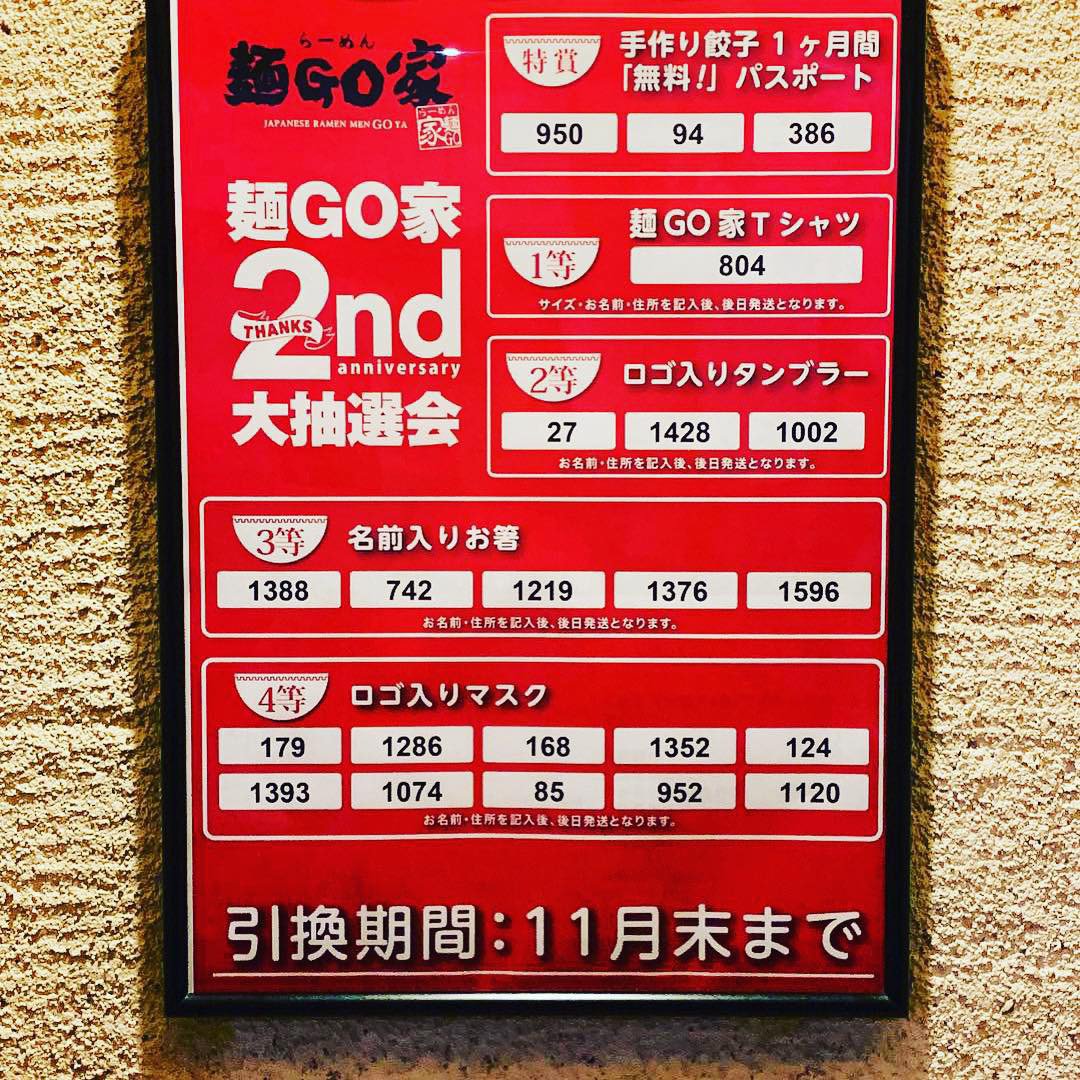 らーめん
麺GO家
JAPANESE RAMEN MEN GO YA
らーめん
家麺GO
麺GO家
2nd
THANKS
anniversary
大抽選会
特賞
手作り餃子1ヶ月間
「無料!」パスポート
950 94 386
1等
麺GO家Tシャツ
804
サイズ・お名前・住所を記入後、後日発送となります。
2等
ロゴ入りタンブラー
27 1428 1002
お名前・住所を記入後、後日発送となります。
3等
名前入りお箸
1388 742 1219 1376 1596
お名前・住所を記入後、後日発送となります。
4等
ロゴ入りマスク
179 1286 168 1352 124
1393 1074 85 952 1120
お名前・住所を記入後、後日発送となります。
引換期間:11月末まで